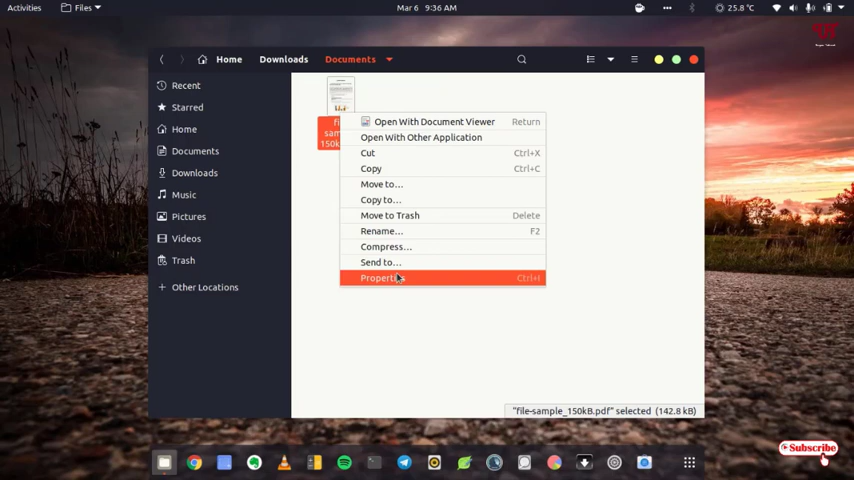 Activities Files Mar 6 9:36 AM 25.8 °C
Home Downloads Documents
Recent
Starred
Home
Documents
Downloads
Music
Pictures
Videos
Trash
Other Locations
Open With Document Viewer Return
Open With Other Application
Cut Ctrl+X
Copy Ctrl+C
Move to...
Copy to...
Move to Trash Delete
Rename... F2
Compress...
Send to...
Properties Ctrl+I
"file-sample_150kB.pdf" selected (142.8 kB)
Subscribe